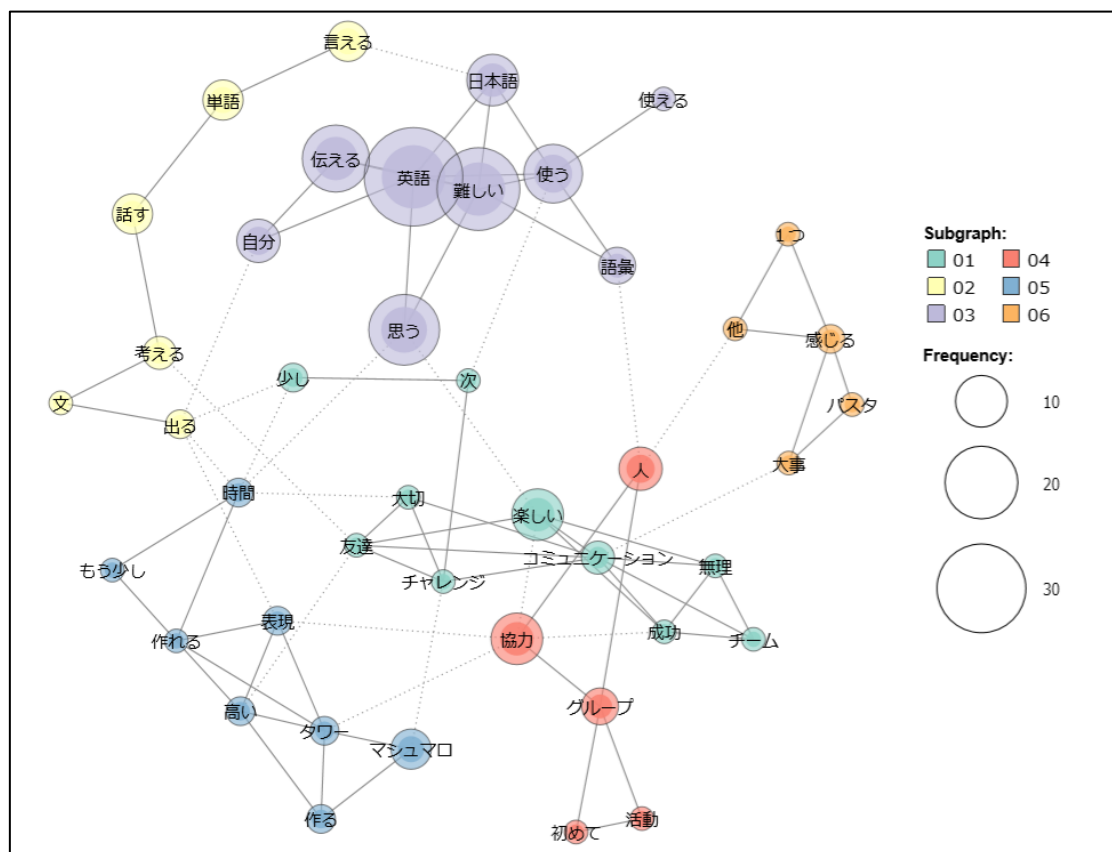 言える
日本語
単語
使える
伝える
英語
難しい
使う
話す
自分
語彙
1つ
思う
他
感じる
考える
少し
次
文
出る
パスタ
大事
人
時間
大切
楽しい
友達
コミュニケーション
無理
もう少し
チャレンジ
表現
作れる
協力
成功
チーム
高い
タワー
マシュマロ
グループ
作る
初めて
活動
Subgraph:
01 04
02 05
03 06
Frequency:
10
20
30